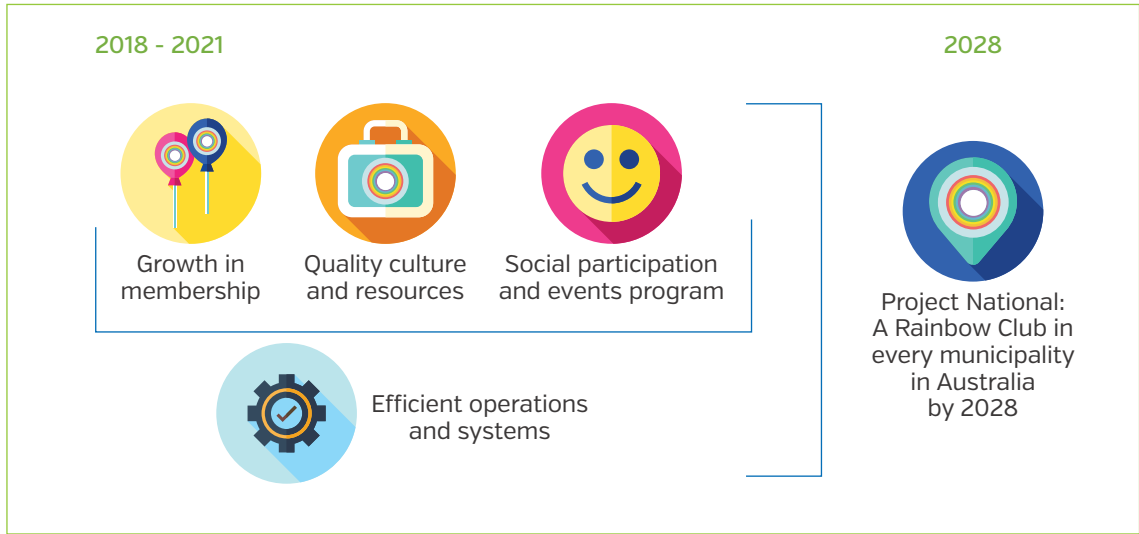 2018 - 2021
2028
Growth in
membership
Quality culture
and resources
Social participation
and events program
Efficient operations
and systems
Project National:
A Rainbow Club in
every municipality
in Australia
by 2028